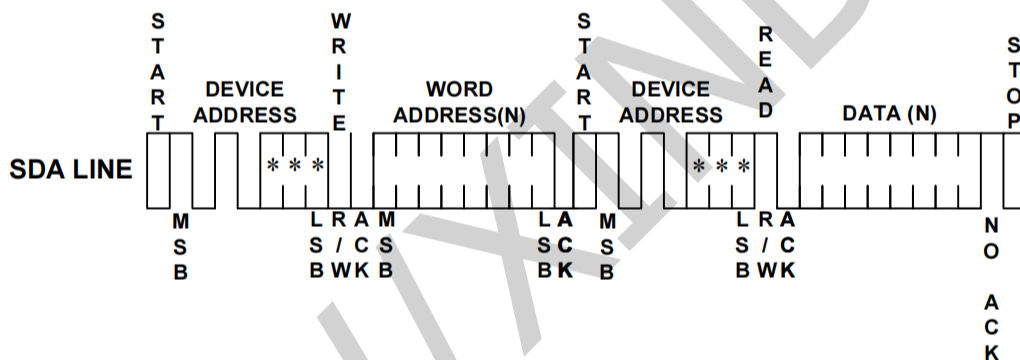 START
WRITE
START
READ
STOP
DEVICE
ADDRESS
WORD
ADDRESS(N)
DEVICE
ADDRESS
DATA (N)
SDA LINE
* * *
* * *
MSB
LSB
R/W
ACK
MSB
LSB
ACK
MSB
LSB
R/W
ACK
NO ACK